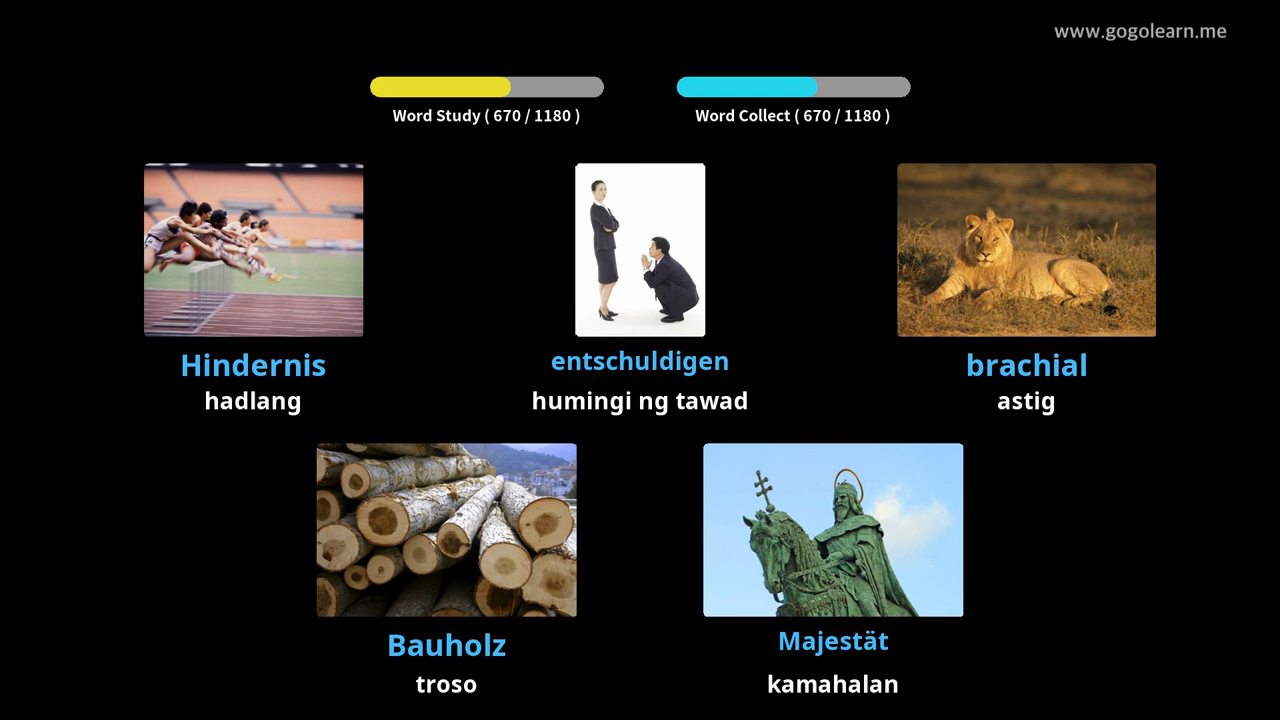 www.gogolearn.me
Word Study ( 670 / 1180 )
Word Collect ( 670 / 1180 )
Hindernis
hadlang
entschuldigen
humingi ng tawad
brachial
astig
Bauholz
troso
Majestät
kamahalan